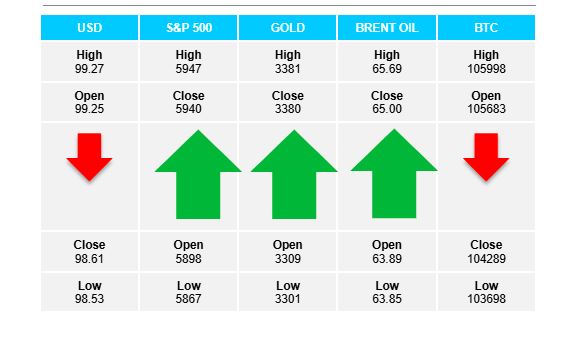 USD S&P 500 GOLD BRENT OIL BTC
High High High High High
99.27 5947 3381 65.69 105998
Open Close Close Close Open
99.25 5940 3380 65.00 105683
Close Open Open Open Close
98.61 5898 3309 63.89 104289
Low Low Low Low Low
98.53 5867 3301 63.85 103698